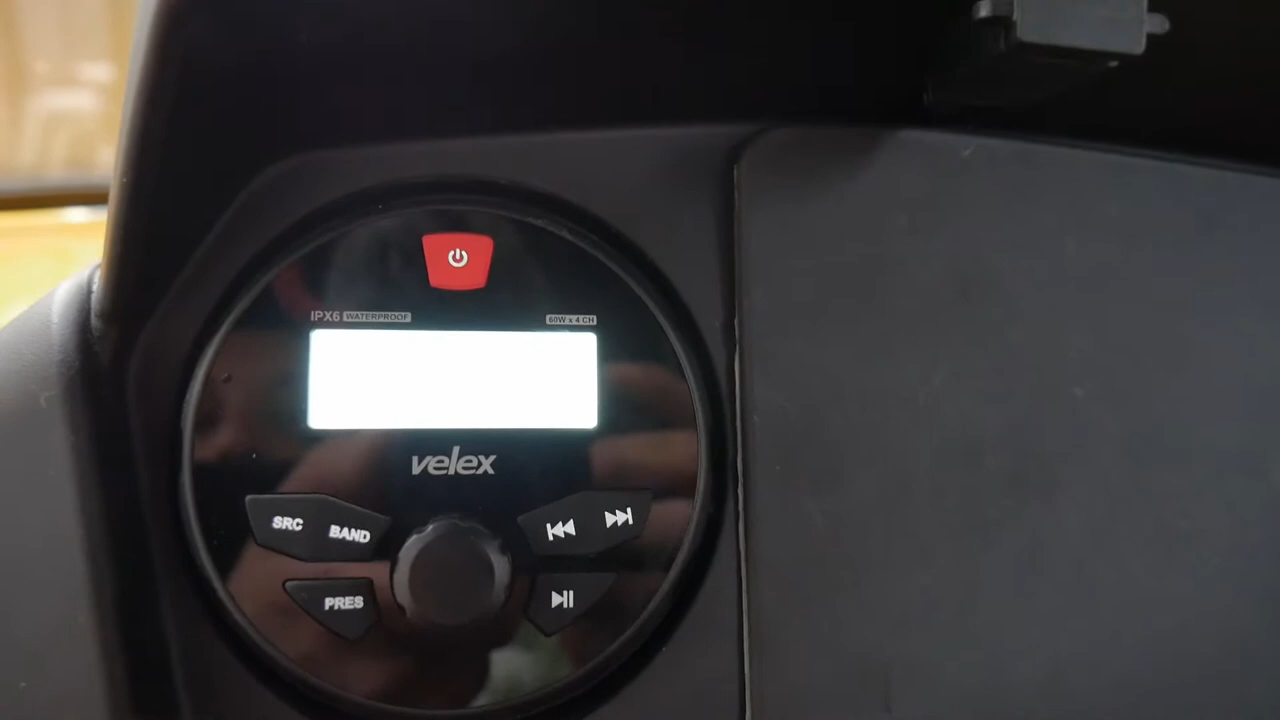 IPX6 WATERPROOF
60W x 4 CH
velex
SRC
BAND
PRES